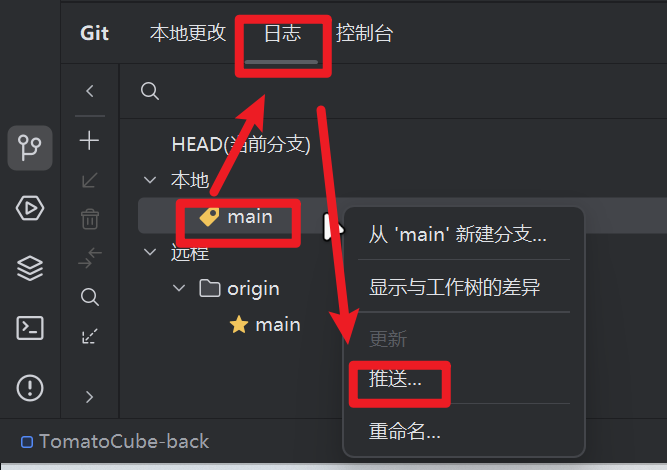 Git 本地更改 日志 控制台
HEAD(当前分支)
本地
main
远程
origin
main
从 'main' 新建分支...
显示与工作树的差异
更新
推送...
重命名...
TomatoCube-back